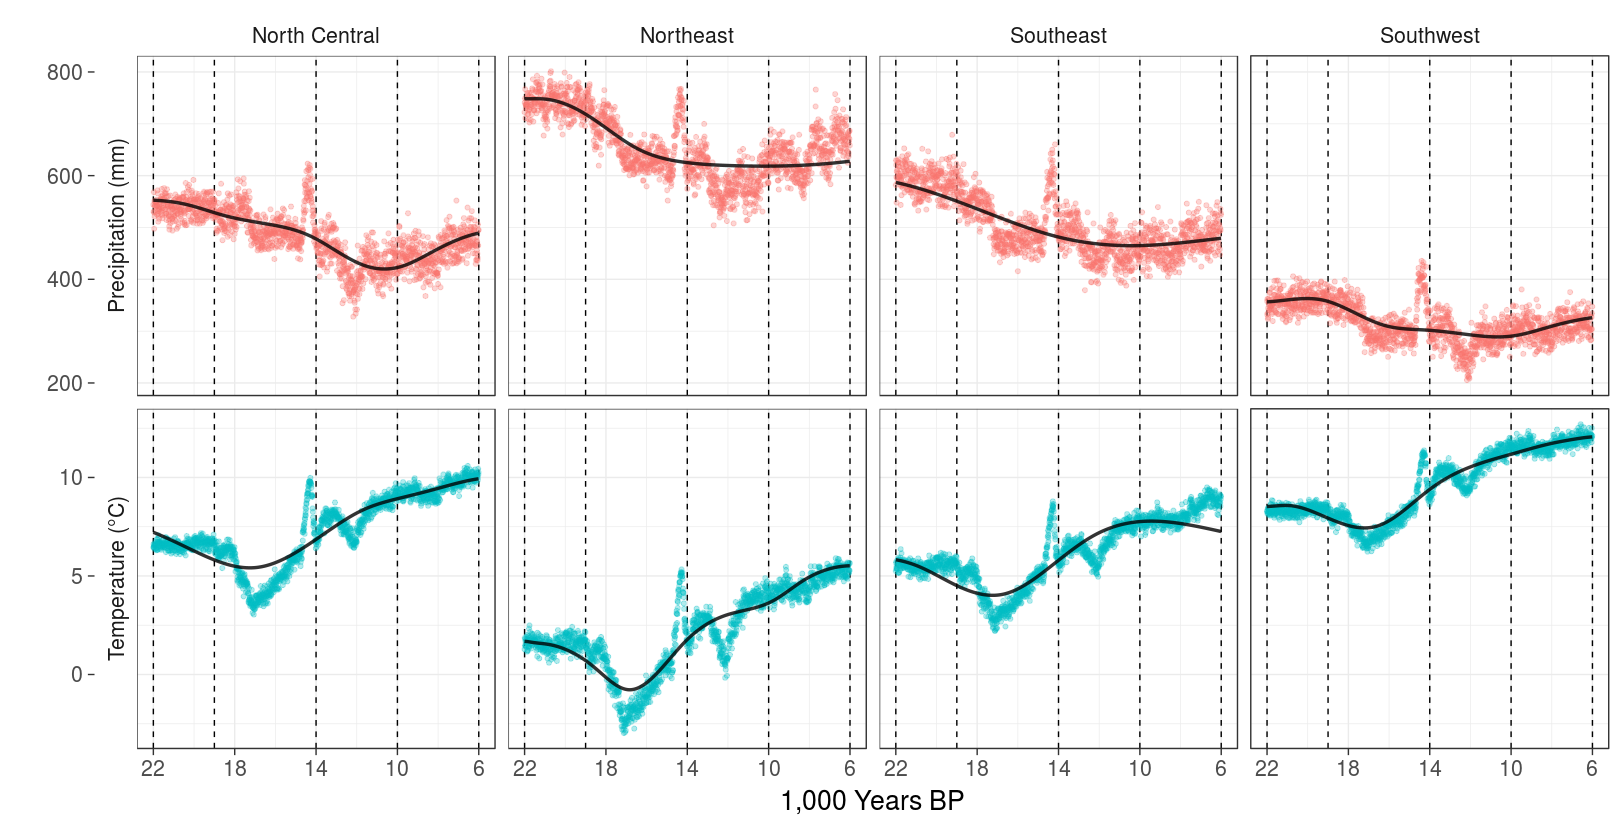 North Central Northeast Southeast Southwest
Precipitation (mm)
800
600
400
200
Temperature (°C)
10
5
0
22 18 14 10 6 22 18 14 10 6 22 18 14 10 6 22 18 14 10 6
1,000 Years BP